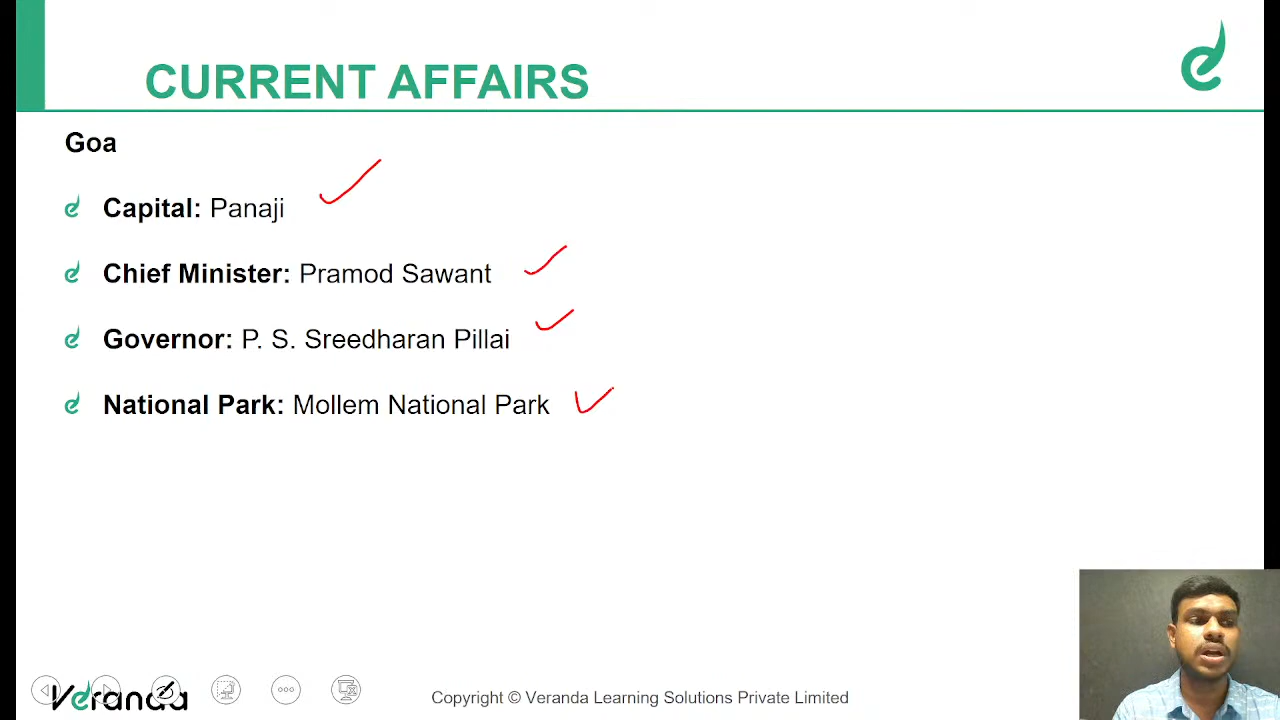 CURRENT AFFAIRS
Goa
Capital: Panaji
Chief Minister: Pramod Sawant
Governor: P. S. Sreedharan Pillai
National Park: Mollem National Park
Veranda
Copyright © Veranda Learning Solutions Private Limited